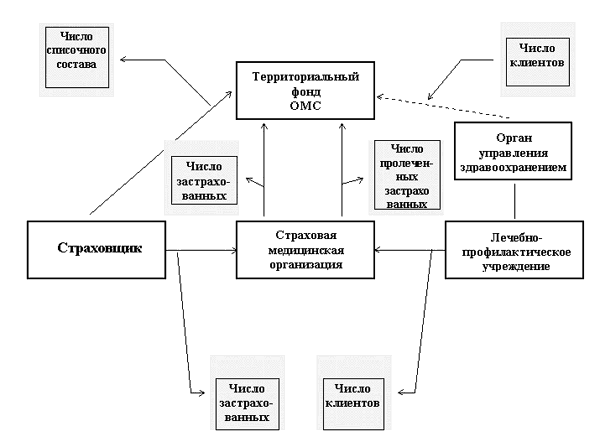 Число
списочного
состава
Территориальный
фонд
ОМС
Число
клиентов
Орган
управления
здравоохранением
Число
застрахо-
ванных
Число
пролечен-
ных
застрахо
ванных
Страховщик
Страховая
медицинская
организация
Лечебно-
профилактическое
учреждение
Число
застрахо-
ванных
Число
клиентов